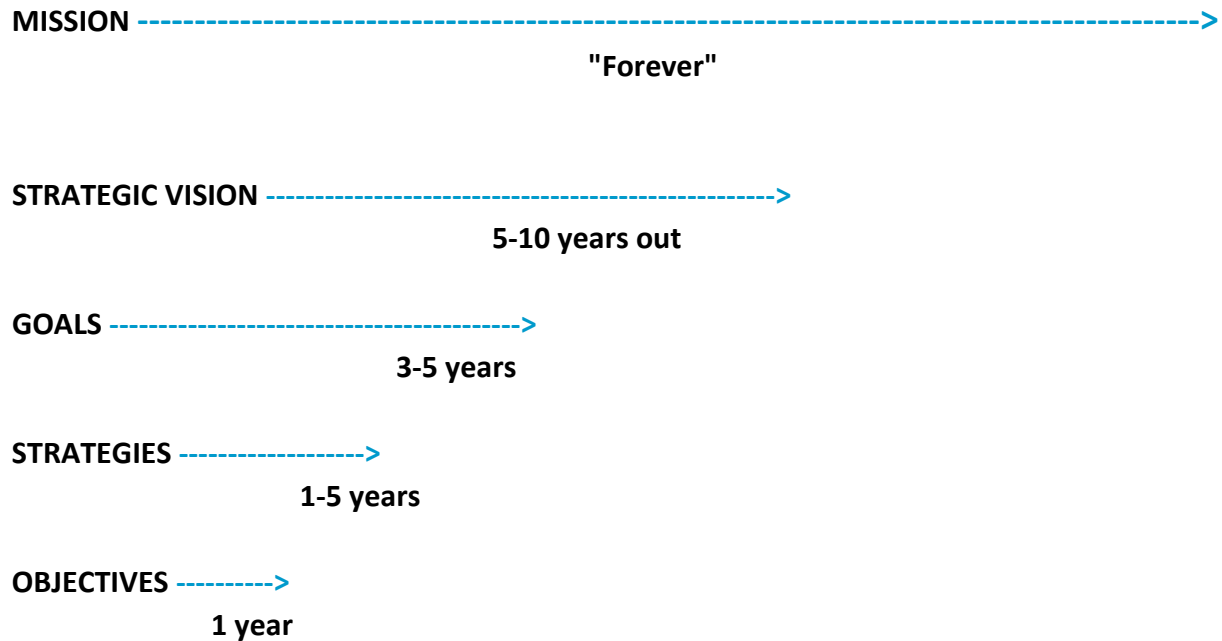 MISSION ------------------------------------------------------------------------------------------------------------->
"Forever"
STRATEGIC VISION ---------------------------------------------------->
5-10 years out
GOALS ------------------------------------------>
3-5 years
STRATEGIES ------------------->
1-5 years
OBJECTIVES ---------->
1 year